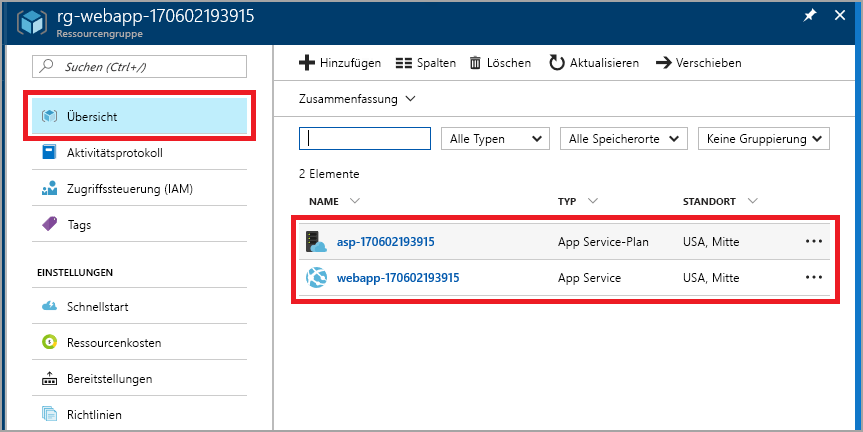 rg-webapp-170602193915
Ressourcengruppe
Suchen (Ctrl+/)
Übersicht
Aktivitätsprotokoll
Zugriffssteuerung (IAM)
Tags
EINSTELLUNGEN
Schnellstart
Ressourcenkosten
Bereitstellungen
Richtlinien
Hinzufügen Spalten Löschen Aktualisieren Verschieben
Zusammenfassung
Alle Typen Alle Speicherorte Keine Gruppierung
2 Elemente
NAME TYP STANDORT
asp-170602193915 App Service-Plan USA, Mitte
webapp-170602193915 App Service USA, Mitte